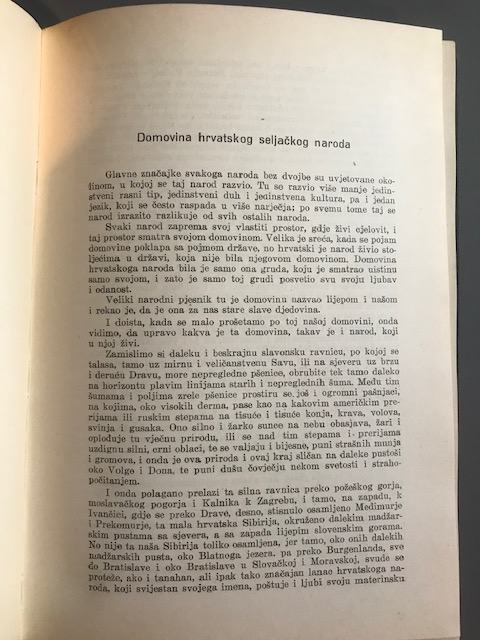 Domovina hrvatskog seljačkog naroda
Glavne značajke svakoga naroda bez dvojbe su uvjetovane oko-
linom, u kojoj se taj narod razvio. Tu se razvio više manje jedin-
stveni rasni tip, jedinstveni duh i jedinstvena kultura, pa i jedan
jezik, koji se često raspada u više narječja; po svemu tome taj se
narod izrazito razlikuje od svih ostalih naroda.
Svaki narod zaprema svoj vlastiti prostor, gdje živi cjelovit, i
taj prostor smatra svojom domovinom. Velika je sreća, kada se pojam
domovine poklapa sa pojmom države, no hrvatski je narod živio sto-
ljećima u državi, koja nije bila njegovom domovinom. Domovina
hrvatskoga naroda bila je samo ona gruda, koju je smatrao uistinu
samo svojom, i zato je samo toj grudi posvetio svu svoju ljubav
i odanost.
Veliki narodni pjesnik tu je domovinu nazvao lijepom i našom
i rekao je, da je ona za nas stare slave djedovina.
I doista, kada se malo prošetamo po toj našoj domovini, onda
vidimo, da upravo kakva je ta domovina, takav je i narod, koji
u njoj živi.
Zamislimo si daleku i beskrajnu slavonsku ravnicu, po kojoj se
talasa, tamo uz mirnu i veličanstvenu Savu, ili na sjeveru uz brzu
i deruću Dravu, more nepregledne pšenice, obrubite tek tamo daleko
na horizontu plavim linijama starih i nepreglednih šuma. Među tim
šumama i poljima zrele pšenice prostiru se još i ogromni pašnjaci,
na kojima, oko visokih đerma, pase kao na kakovim američkim pre-
rijama ili ruskim stepama na tisuće i tisuće konja, krava, volova,
svinja i gusaka. Ono silno i žarko sunce na nebu obasjava, žari i
oplođuje tu vječnu prirodu, ili se nad tim stepama i prerijama
uzdignu silni, crni oblaci, te se valjaju i bijesne, puni strašnih munja
i gromova, i onda je ova priroda i ovaj kraj sličan na daleke pustoši
oko Volge i Dona, te puni dušu čovječju nekom svetosti i straho-
počitanjem.
I onda polagano prelazi ta silna ravnica preko požeškog gorja,
moslavačkog pogorja i Kalnika k Zagrebu, i tamo, na zapadu, k
Ivančici, gdje se preko Drave, desno, stisnulo osamljeno Međimurje
i Prekomurje, ta mala hrvatska Sibirija, okruženo dalekim madžar-
skim pustama sa sjevera, a sa zapada lijepim slovenskim gorama.
No nije ta naša Sibirija toliko osamljena, jer tamo, oko onih dalekih
madžarskih pusta, oko Blatnoga jezera. pa preko Burgenlanda, sve
do Bratislave i oko Bratislave u Slovačkoj i Moravskoj, svuda se
proteže, ako i tanahan, ali ipak tako značajan lanac hrvatskoga na-
roda, koji svijestan svojega imena, poštuje i ljubi svoju materinsku